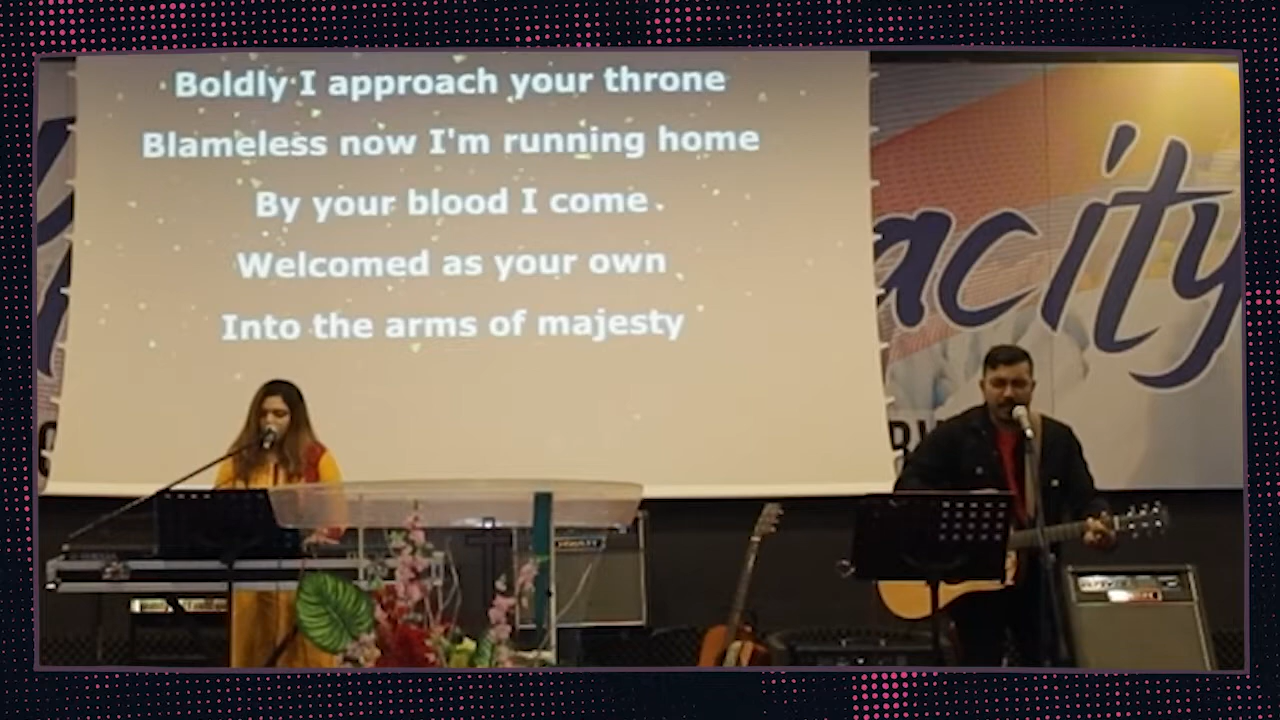 Boldly I approach your throne
Blameless now I'm running home
By your blood I come
Welcomed as your own
Into the arms of majesty
acity